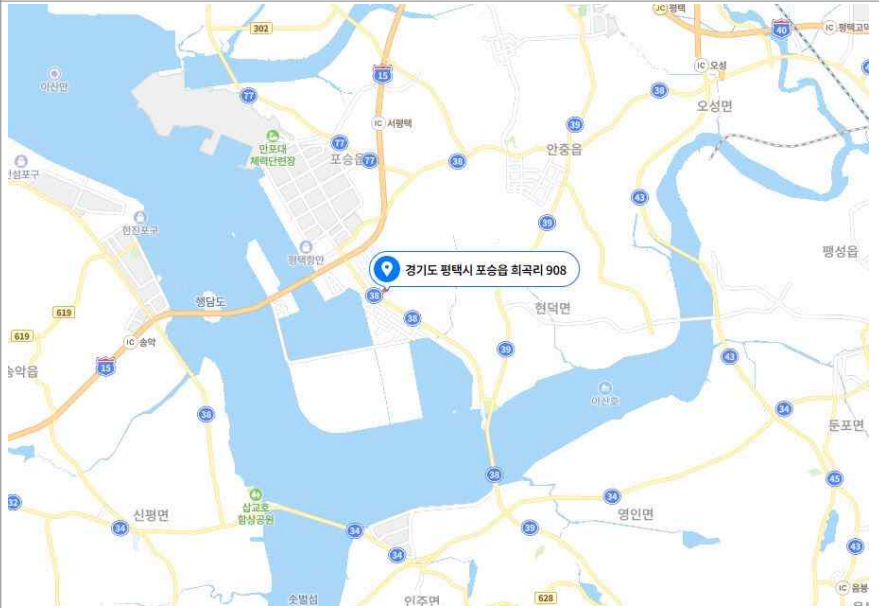 JC 평택
302
40
IC 평택고덕
15
IC 오성
아산만
77
38
오성면
39
IC 서평택
만포대
체력단련장
77
포승읍
77
38
안중읍
43
한진포구
39
평택항만
팽성읍
경기도 평택시 포승읍 희곡리 908
38
행담도
619
38
현덕면
619
IC 송악
39
43
15
송악읍
아산호
38
34
둔포면
38
45
32
삽교호
함상공원
34
신평면
영인면
34
34
39
43
34
IC 음봉
628
솟벌섬
인주면